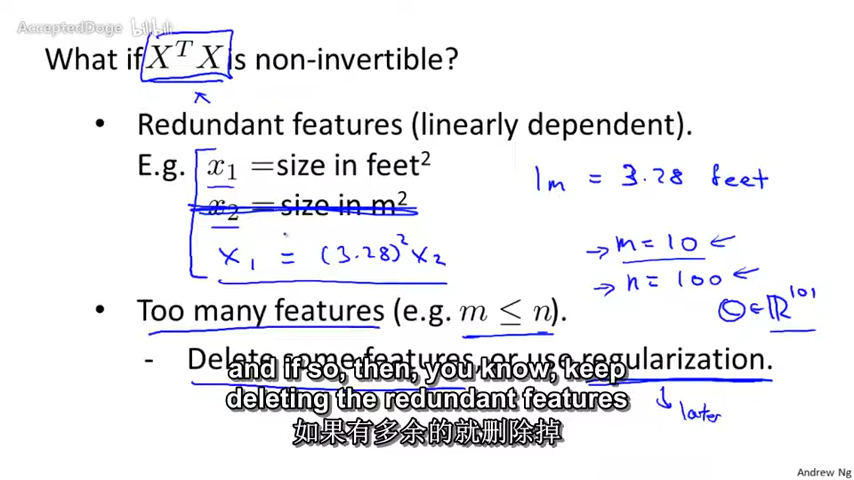 AcceptedDoge bilibili
What if X^T X is non-invertible?
• Redundant features (linearly dependent).
E.g. x₁ =size in feet²
1m = 3.28 feet
x₂ = size in m²
x₁ = (3.28)² x₂
→ m = 10 ←
→ n = 100 ←
Θ ∈ ℝ^101
• Too many features (e.g. m ≤ n).
- Delete some features, or use regularization.
↓ later
and if so, then, you know, keep
deleting the redundant features
如果有多余的就删除掉
Andrew Ng